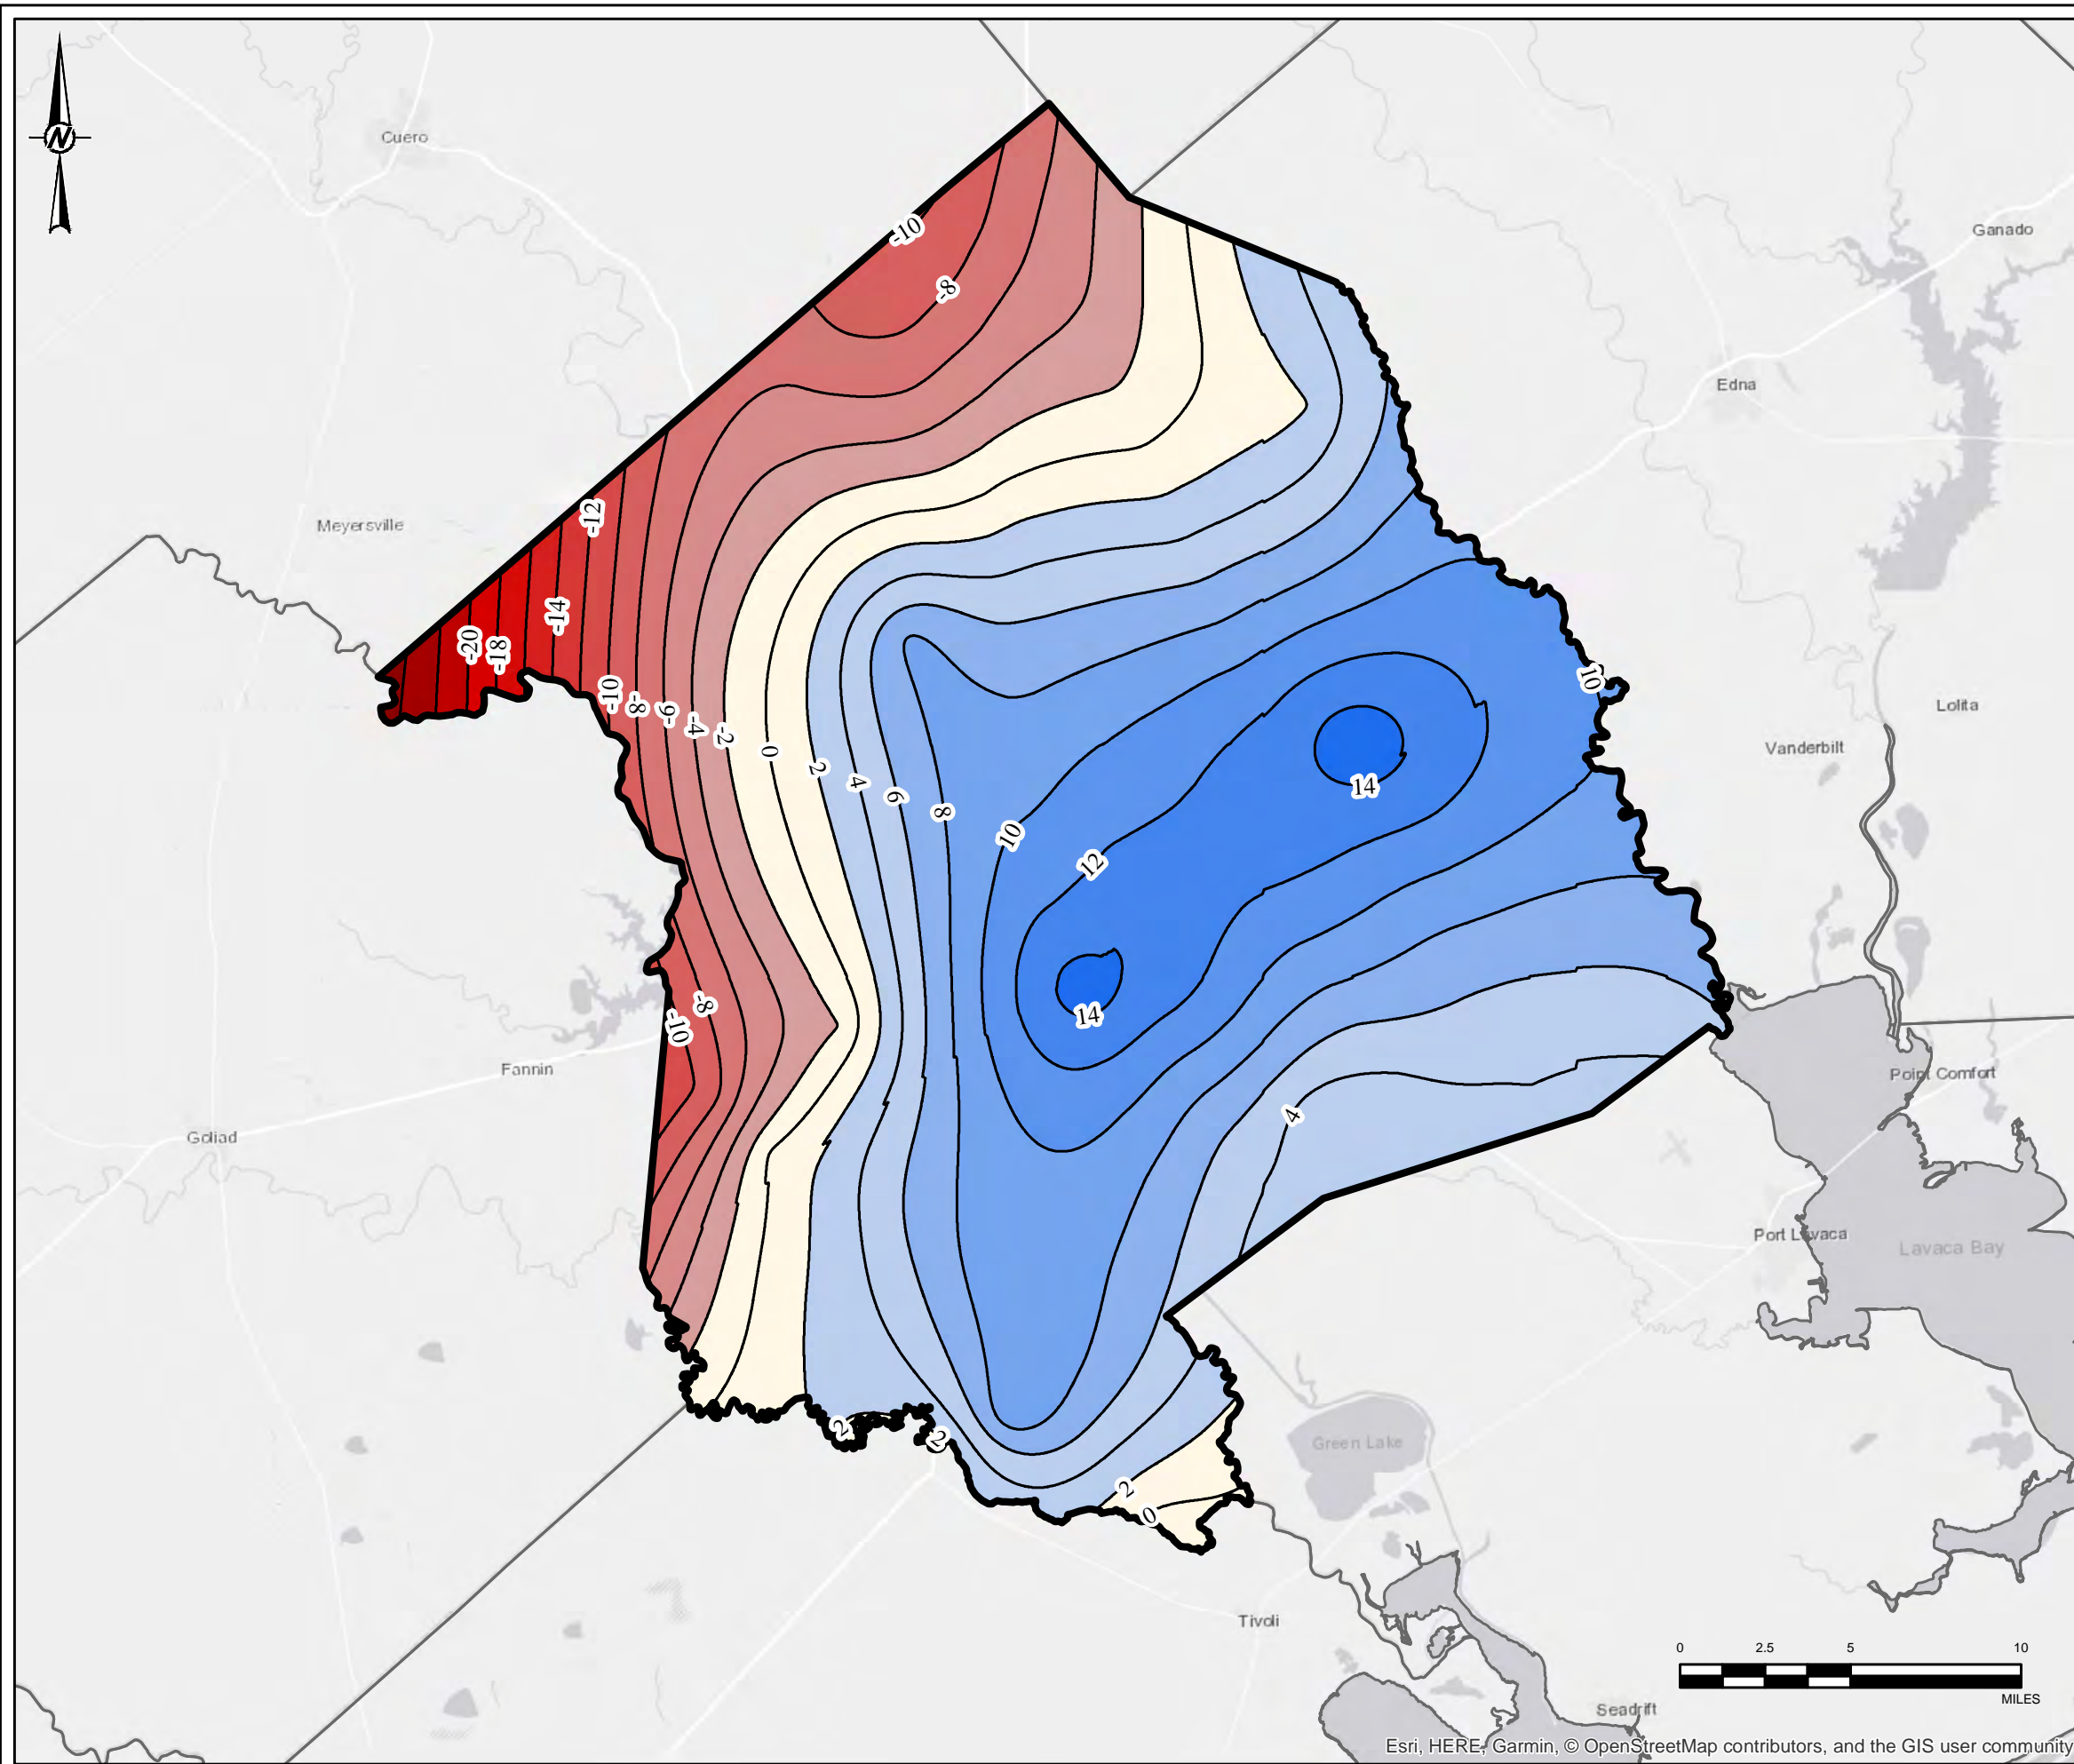 N
Cuero
Ganado
-10
-8
Edna
Meyersville
-12
-14
-20
-18
-10
-8
-6
-4
-2
0
2
4
6
8
10
12
14
10
Lolita
Vanderbilt
14
-8
-10
Fannin
Point Comfort
4
Goliad
Port Lavaca
Lavaca Bay
2
2
Green Lake
2
0
Tivoli
0 2.5 5 10
MILES
Seadrift
Esri, HERE, Garmin, © OpenStreetMap contributors, and the GIS user community